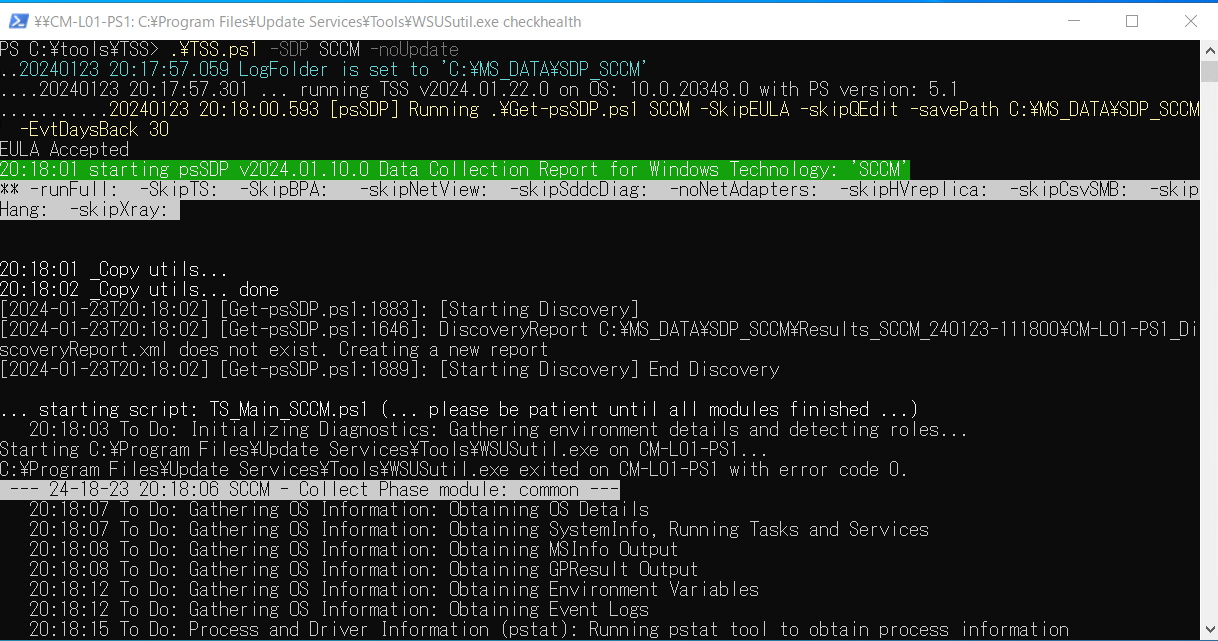 ¥¥CM-L01-PS1: C:¥Program Files¥Update Services¥Tools¥WSUSutil.exe checkhealth
PS C:¥tools¥TSS> .¥TSS.ps1 -SDP SCCM -noUpdate
..20240123 20:17:57.059 LogFolder is set to 'C:¥MS_DATA¥SDP_SCCM'
....20240123 20:17:57.301 ... running TSS v2024.01.22.0 on OS: 10.0.20348.0 with PS version: 5.1
...........20240123 20:18:00.593 [psSDP] Running .¥Get-psSDP.ps1 SCCM -SkipEULA -skipQEdit -savePath C:¥MS_DATA¥SDP_SCCM
-EvtDaysBack 30
EULA Accepted
20:18:01 starting psSDP v2024.01.10.0 Data Collection Report for Windows Technology: 'SCCM'
** -runFull:  -SkipTS:  -SkipBPA:   -skipNetView:  -skipSddcDiag:  -noNetAdapters:  -skipHVreplica:  -skipCsvSMB:  -skip
Hang:  -skipXray:
20:18:01 _Copy utils...
20:18:02 _Copy utils... done
[2024-01-23T20:18:02] [Get-psSDP.ps1:1883]: [Starting Discovery]
[2024-01-23T20:18:02] [Get-psSDP.ps1:1646]: DiscoveryReport C:¥MS_DATA¥SDP_SCCM¥Results_SCCM_240123-111800¥CM-L01-PS1_Di
scoveryReport.xml does not exist. Creating a new report
[2024-01-23T20:18:02] [Get-psSDP.ps1:1889]: [Starting Discovery] End Discovery
... starting script: TS_Main_SCCM.ps1 (... please be patient until all modules finished ...)
20:18:03 To Do: Initializing Diagnostics: Gathering environment details and detecting roles...
Starting C:¥Program Files¥Update Services¥Tools¥WSUSutil.exe on CM-L01-PS1...
C:¥Program Files¥Update Services¥Tools¥WSUSutil.exe exited on CM-L01-PS1 with error code 0.
--- 24-18-23 20:18:06 SCCM - Collect Phase module: common ---
20:18:07 To Do: Gathering OS Information: Obtaining OS Details
20:18:07 To Do: Gathering OS Information: Obtaining SystemInfo, Running Tasks and Services
20:18:08 To Do: Gathering OS Information: Obtaining MSInfo Output
20:18:08 To Do: Gathering OS Information: Obtaining GPResult Output
20:18:12 To Do: Gathering OS Information: Obtaining Environment Variables
20:18:12 To Do: Gathering OS Information: Obtaining Event Logs
20:18:15 To Do: Process and Driver Information (pstat): Running pstat tool to obtain process information